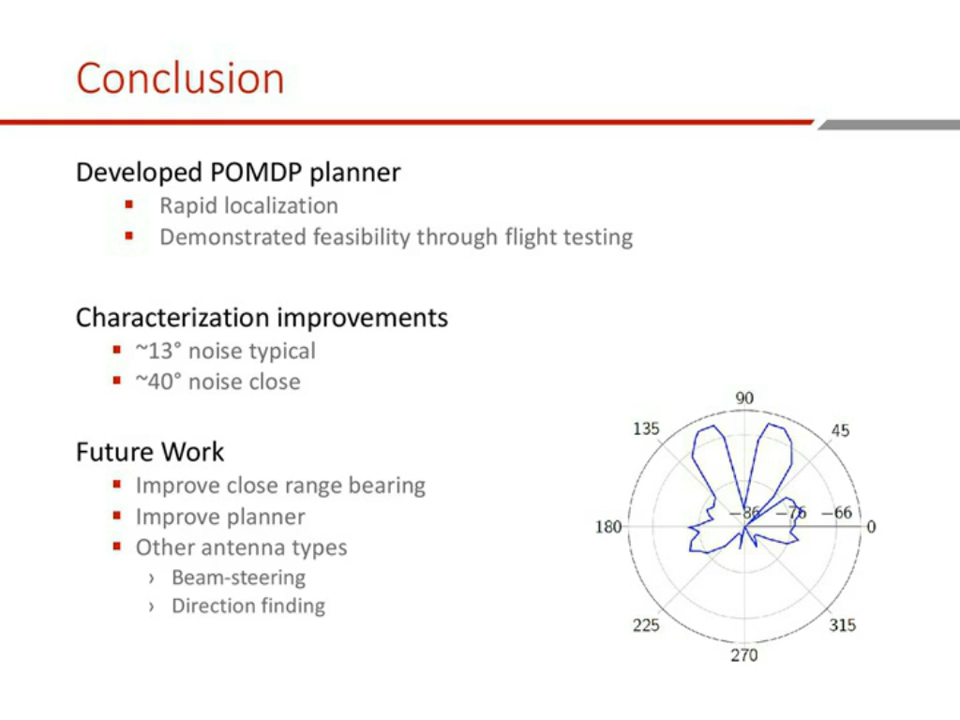 Conclusion
Developed POMDP planner
▪ Rapid localization
▪ Demonstrated feasibility through flight testing
Characterization improvements
▪ ~13° noise typical
▪ ~40° noise close
Future Work
▪ Improve close range bearing
▪ Improve planner
▪ Other antenna types
› Beam-steering
› Direction finding
90
135
45
−86 −76 −66
180
0
225
315
270